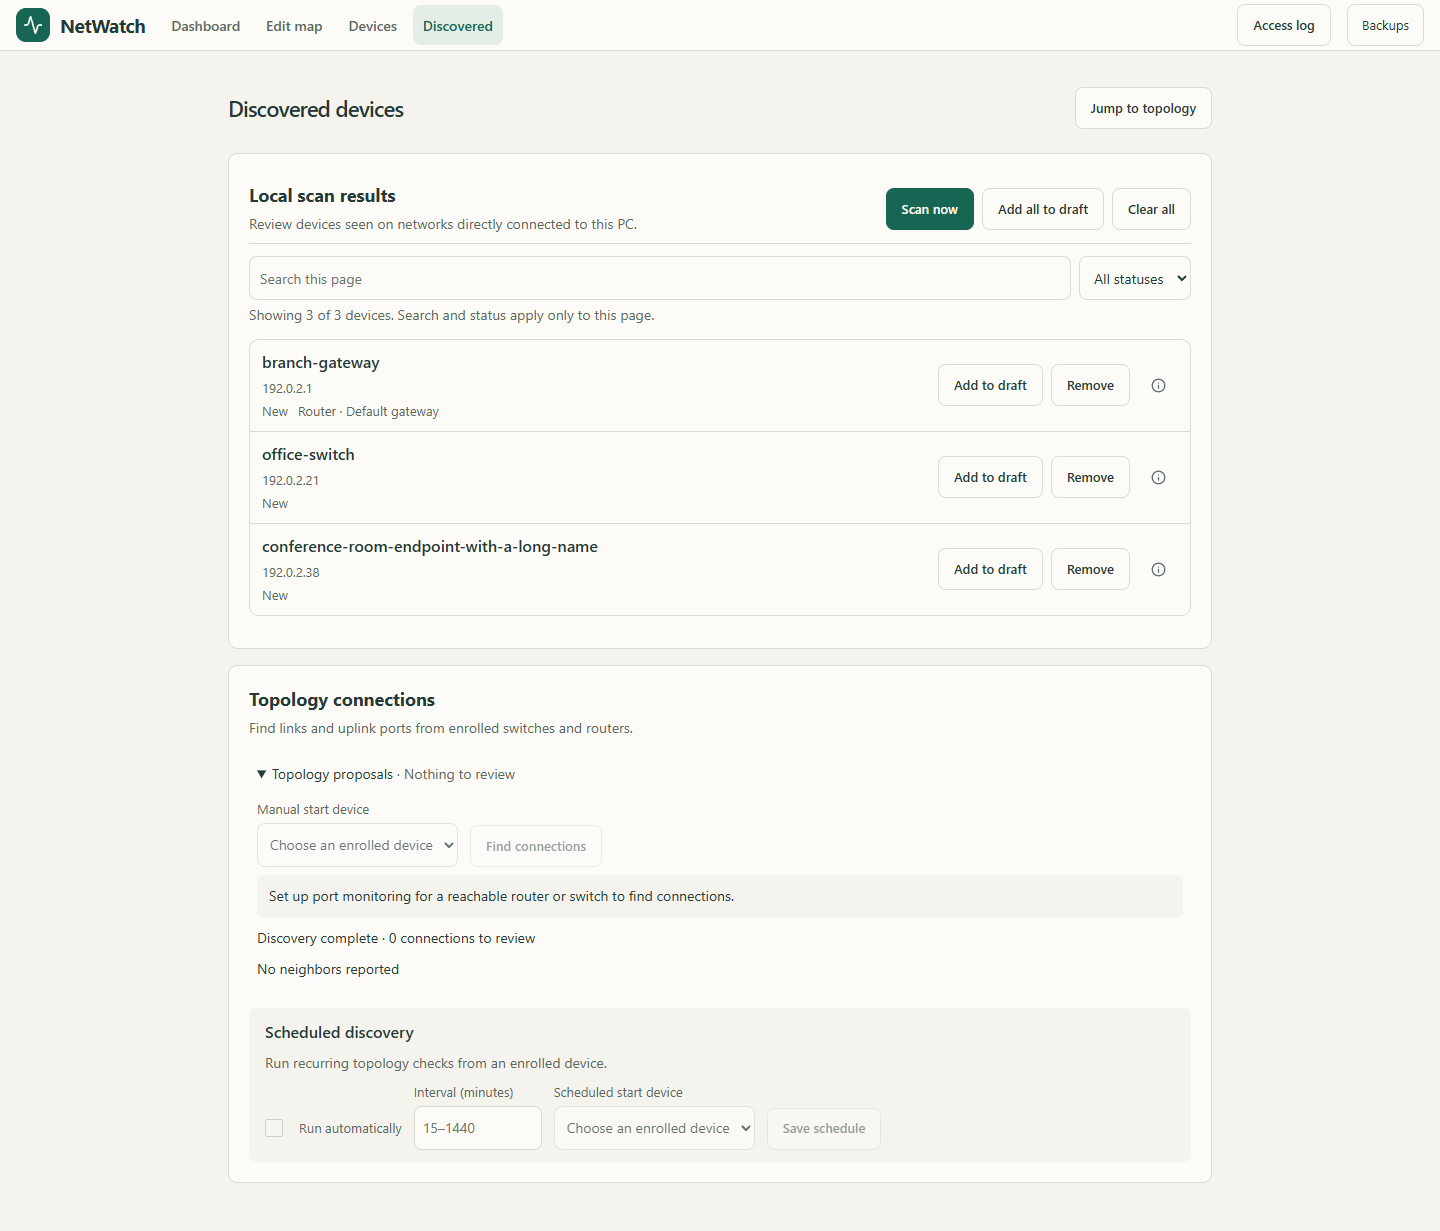 NetWatch Dashboard Edit map Devices Discovered Access log Backups
Discovered devices Jump to topology
Local scan results
Review devices seen on networks directly connected to this PC.
Scan now Add all to draft Clear all
Search this page All statuses
Showing 3 of 3 devices. Search and status apply only to this page.
branch-gateway
192.0.2.1
New Router · Default gateway
Add to draft Remove
office-switch
192.0.2.21
New
Add to draft Remove
conference-room-endpoint-with-a-long-name
192.0.2.38
New
Add to draft Remove
Topology connections
Find links and uplink ports from enrolled switches and routers.
▼ Topology proposals · Nothing to review
Manual start device
Choose an enrolled device Find connections
Set up port monitoring for a reachable router or switch to find connections.
Discovery complete · 0 connections to review
No neighbors reported
Scheduled discovery
Run recurring topology checks from an enrolled device.
Interval (minutes) Scheduled start device
Run automatically 15–1440 Choose an enrolled device Save schedule